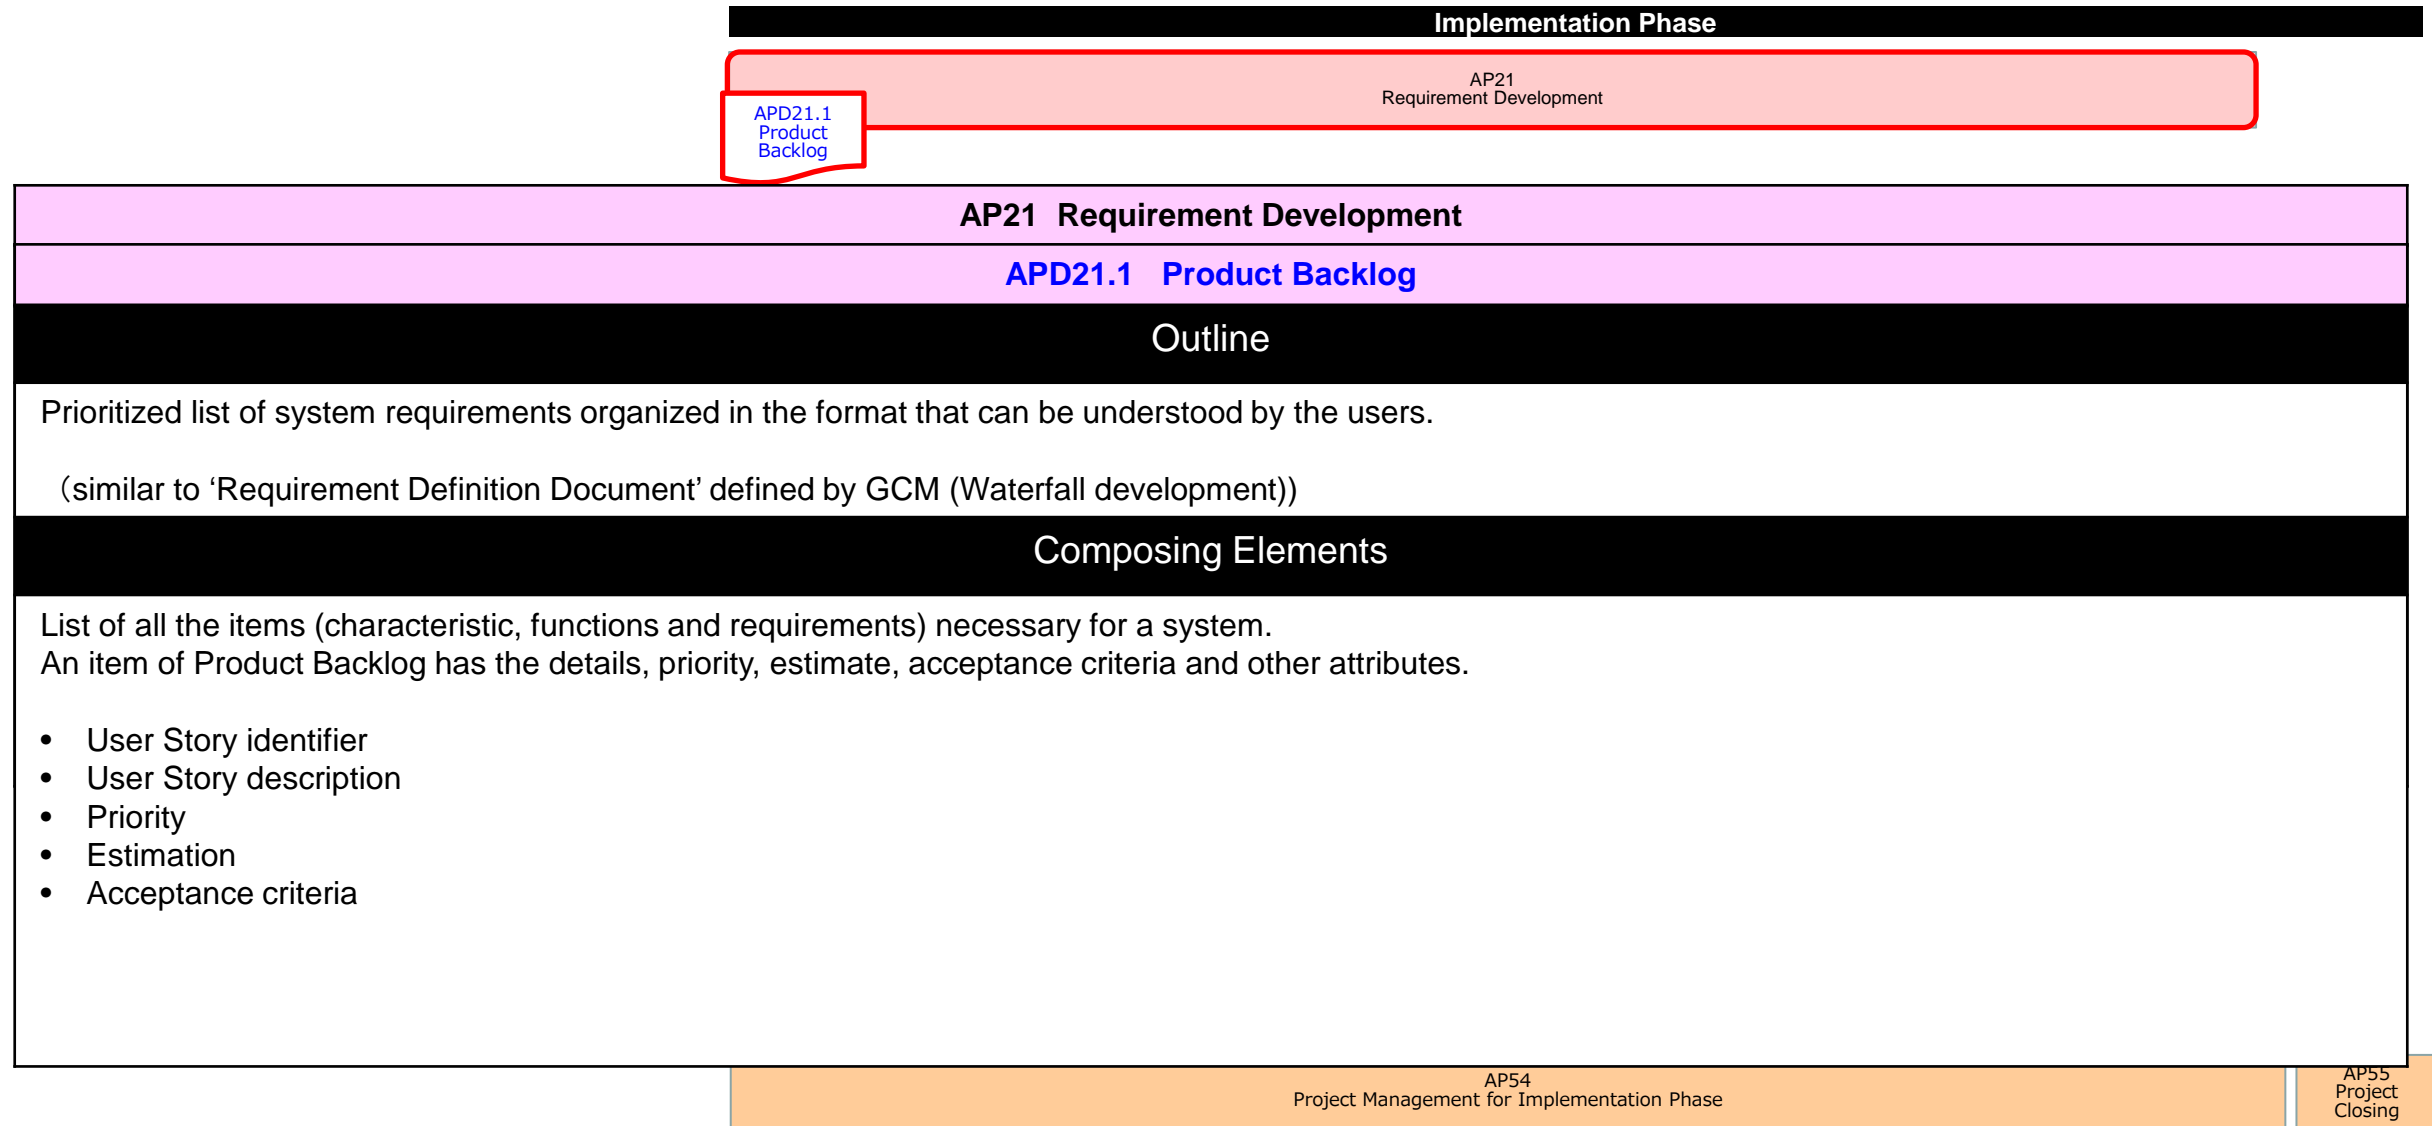 Implementation Phase
AP21
Requirement Development
APD21.1
Product
Backlog
AP21  Requirement Development
APD21.1   Product Backlog
Outline
Prioritized list of system requirements organized in the format that can be understood by the users.
（similar to ‘Requirement Definition Document’ defined by GCM (Waterfall development))
Composing Elements
List of all the items (characteristic, functions and requirements) necessary for a system.
An item of Product Backlog has the details, priority, estimate, acceptance criteria and other attributes.
• User Story identifier
• User Story description
• Priority
• Estimation
• Acceptance criteria
AP54
Project Management for Implementation Phase
AP55
Project
Closing